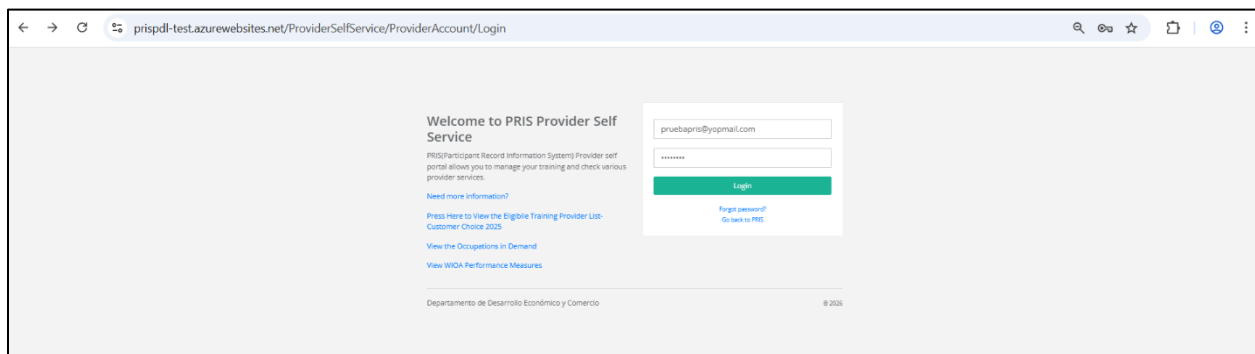 prispdl-test.azurewebsites.net/ProviderSelfService/ProviderAccount/Login
Welcome to PRIS Provider Self
Service
PRIS(Participant Record Information System) Provider self
portal allows you to manage your training and check various
provider services.
Need more information?
Press Here to View the Eligible Training Provider List-
Customer Choice 2025
View the Occupations in Demand
View WIOA Performance Measures
pruebapris@yopmail.com
········
Login
Forgot password?
Go back to PRIS
Departamento de Desarrollo Económico y Comercio
© 2026